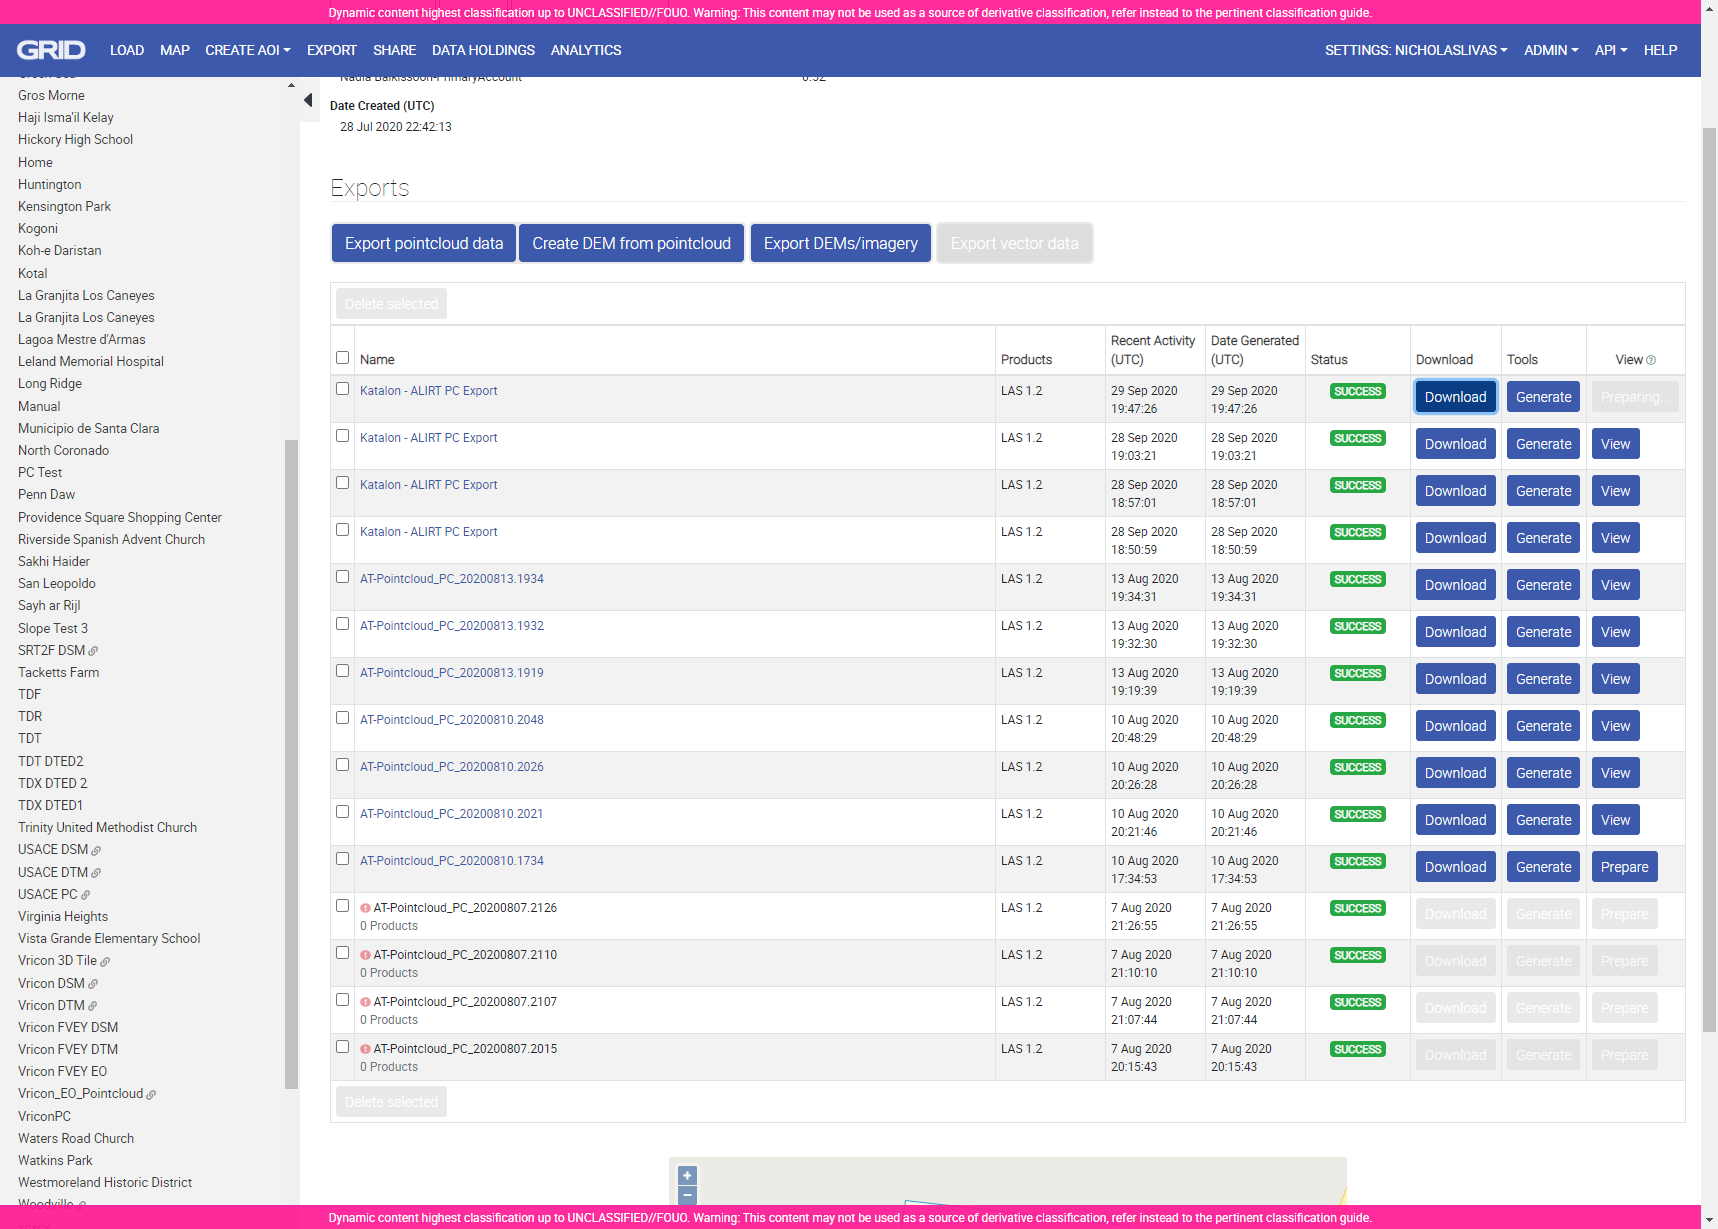 Dynamic content highest classification up to UNCLASSIFIED//FOUO. Warning: This content may not be used as a source of derivative classification, refer instead to the pertinent classification guide.
GRID LOAD MAP CREATE AOI EXPORT SHARE DATA HOLDINGS ANALYTICS SETTINGS: NICHOLASLIVAS ADMIN API HELP
Gros Morne
Haji Isma'il Kelay
Hickory High School
Home
Huntington
Kensington Park
Kogoni
Koh-e Daristan
Kotal
La Granjita Los Caneyes
La Granjita Los Caneyes
Lagoa Mestre d'Armas
Leland Memorial Hospital
Long Ridge
Manual
Municipio de Santa Clara
North Coronado
PC Test
Penn Daw
Providence Square Shopping Center
Riverside Spanish Advent Church
Sakhi Haider
San Leopoldo
Sayh ar Rijl
Slope Test 3
SRT2F DSM
Tacketts Farm
TDF
TDR
TDT
TDT DTED2
TDX DTED 2
TDX DTED1
Trinity United Methodist Church
USACE DSM
USACE DTM
USACE PC
Virginia Heights
Vista Grande Elementary School
Vricon 3D Tile
Vricon DSM
Vricon DTM
Vricon FVEY DSM
Vricon FVEY DTM
Vricon FVEY EO
Vricon_EO_Pointcloud
VriconPC
Waters Road Church
Watkins Park
Westmoreland Historic District
Woodville
Nadia Balkissoon-PrimaryAccount
Date Created (UTC)
28 Jul 2020 22:42:13
Exports
Export pointcloud data Create DEM from pointcloud Export DEMs/imagery Export vector data
Delete selected
Name Products Recent Activity (UTC) Date Generated (UTC) Status Download Tools View
Katalon - ALIRT PC Export LAS 1.2 29 Sep 2020 29 Sep 2020 SUCCESS Download Generate Preparing...
19:47:26 19:47:26
Katalon - ALIRT PC Export LAS 1.2 28 Sep 2020 28 Sep 2020 SUCCESS Download Generate View
19:03:21 19:03:21
Katalon - ALIRT PC Export LAS 1.2 28 Sep 2020 28 Sep 2020 SUCCESS Download Generate View
18:57:01 18:57:01
Katalon - ALIRT PC Export LAS 1.2 28 Sep 2020 28 Sep 2020 SUCCESS Download Generate View
18:50:59 18:50:59
AT-Pointcloud_PC_20200813.1934 LAS 1.2 13 Aug 2020 13 Aug 2020 SUCCESS Download Generate View
19:34:31 19:34:31
AT-Pointcloud_PC_20200813.1932 LAS 1.2 13 Aug 2020 13 Aug 2020 SUCCESS Download Generate View
19:32:30 19:32:30
AT-Pointcloud_PC_20200813.1919 LAS 1.2 13 Aug 2020 13 Aug 2020 SUCCESS Download Generate View
19:19:39 19:19:39
AT-Pointcloud_PC_20200810.2048 LAS 1.2 10 Aug 2020 10 Aug 2020 SUCCESS Download Generate View
20:48:29 20:48:29
AT-Pointcloud_PC_20200810.2026 LAS 1.2 10 Aug 2020 10 Aug 2020 SUCCESS Download Generate View
20:26:28 20:26:28
AT-Pointcloud_PC_20200810.2021 LAS 1.2 10 Aug 2020 10 Aug 2020 SUCCESS Download Generate View
20:21:46 20:21:46
AT-Pointcloud_PC_20200810.1734 LAS 1.2 10 Aug 2020 10 Aug 2020 SUCCESS Download Generate Prepare
17:34:53 17:34:53
AT-Pointcloud_PC_20200807.2126 LAS 1.2 7 Aug 2020 7 Aug 2020 SUCCESS Download Generate Prepare
0 Products 21:26:55 21:26:55
AT-Pointcloud_PC_20200807.2110 LAS 1.2 7 Aug 2020 7 Aug 2020 SUCCESS Download Generate Prepare
0 Products 21:10:10 21:10:10
AT-Pointcloud_PC_20200807.2107 LAS 1.2 7 Aug 2020 7 Aug 2020 SUCCESS Download Generate Prepare
0 Products 21:07:44 21:07:44
AT-Pointcloud_PC_20200807.2015 LAS 1.2 7 Aug 2020 7 Aug 2020 SUCCESS Download Generate Prepare
0 Products 20:15:43 20:15:43
Delete selected
+
−
Dynamic content highest classification up to UNCLASSIFIED//FOUO. Warning: This content may not be used as a source of derivative classification, refer instead to the pertinent classification guide.